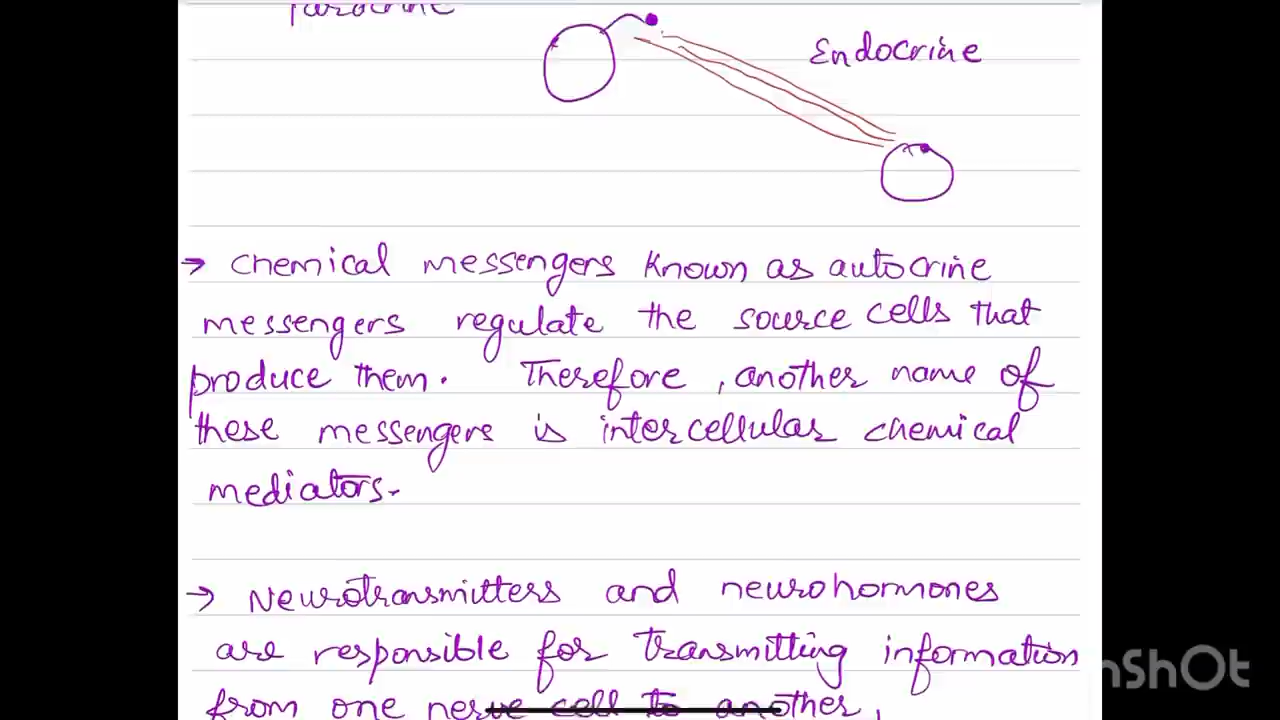 Paracrine
Endocrine
→ Chemical messengers known as autocrine
messengers regulate the source cells that
produce them. Therefore, another name of
these messengers is intercellular chemical
mediators.
→ Neurotransmitters and neurohormones
are responsible for transmitting information
from one nerve cell to another,
nShOt